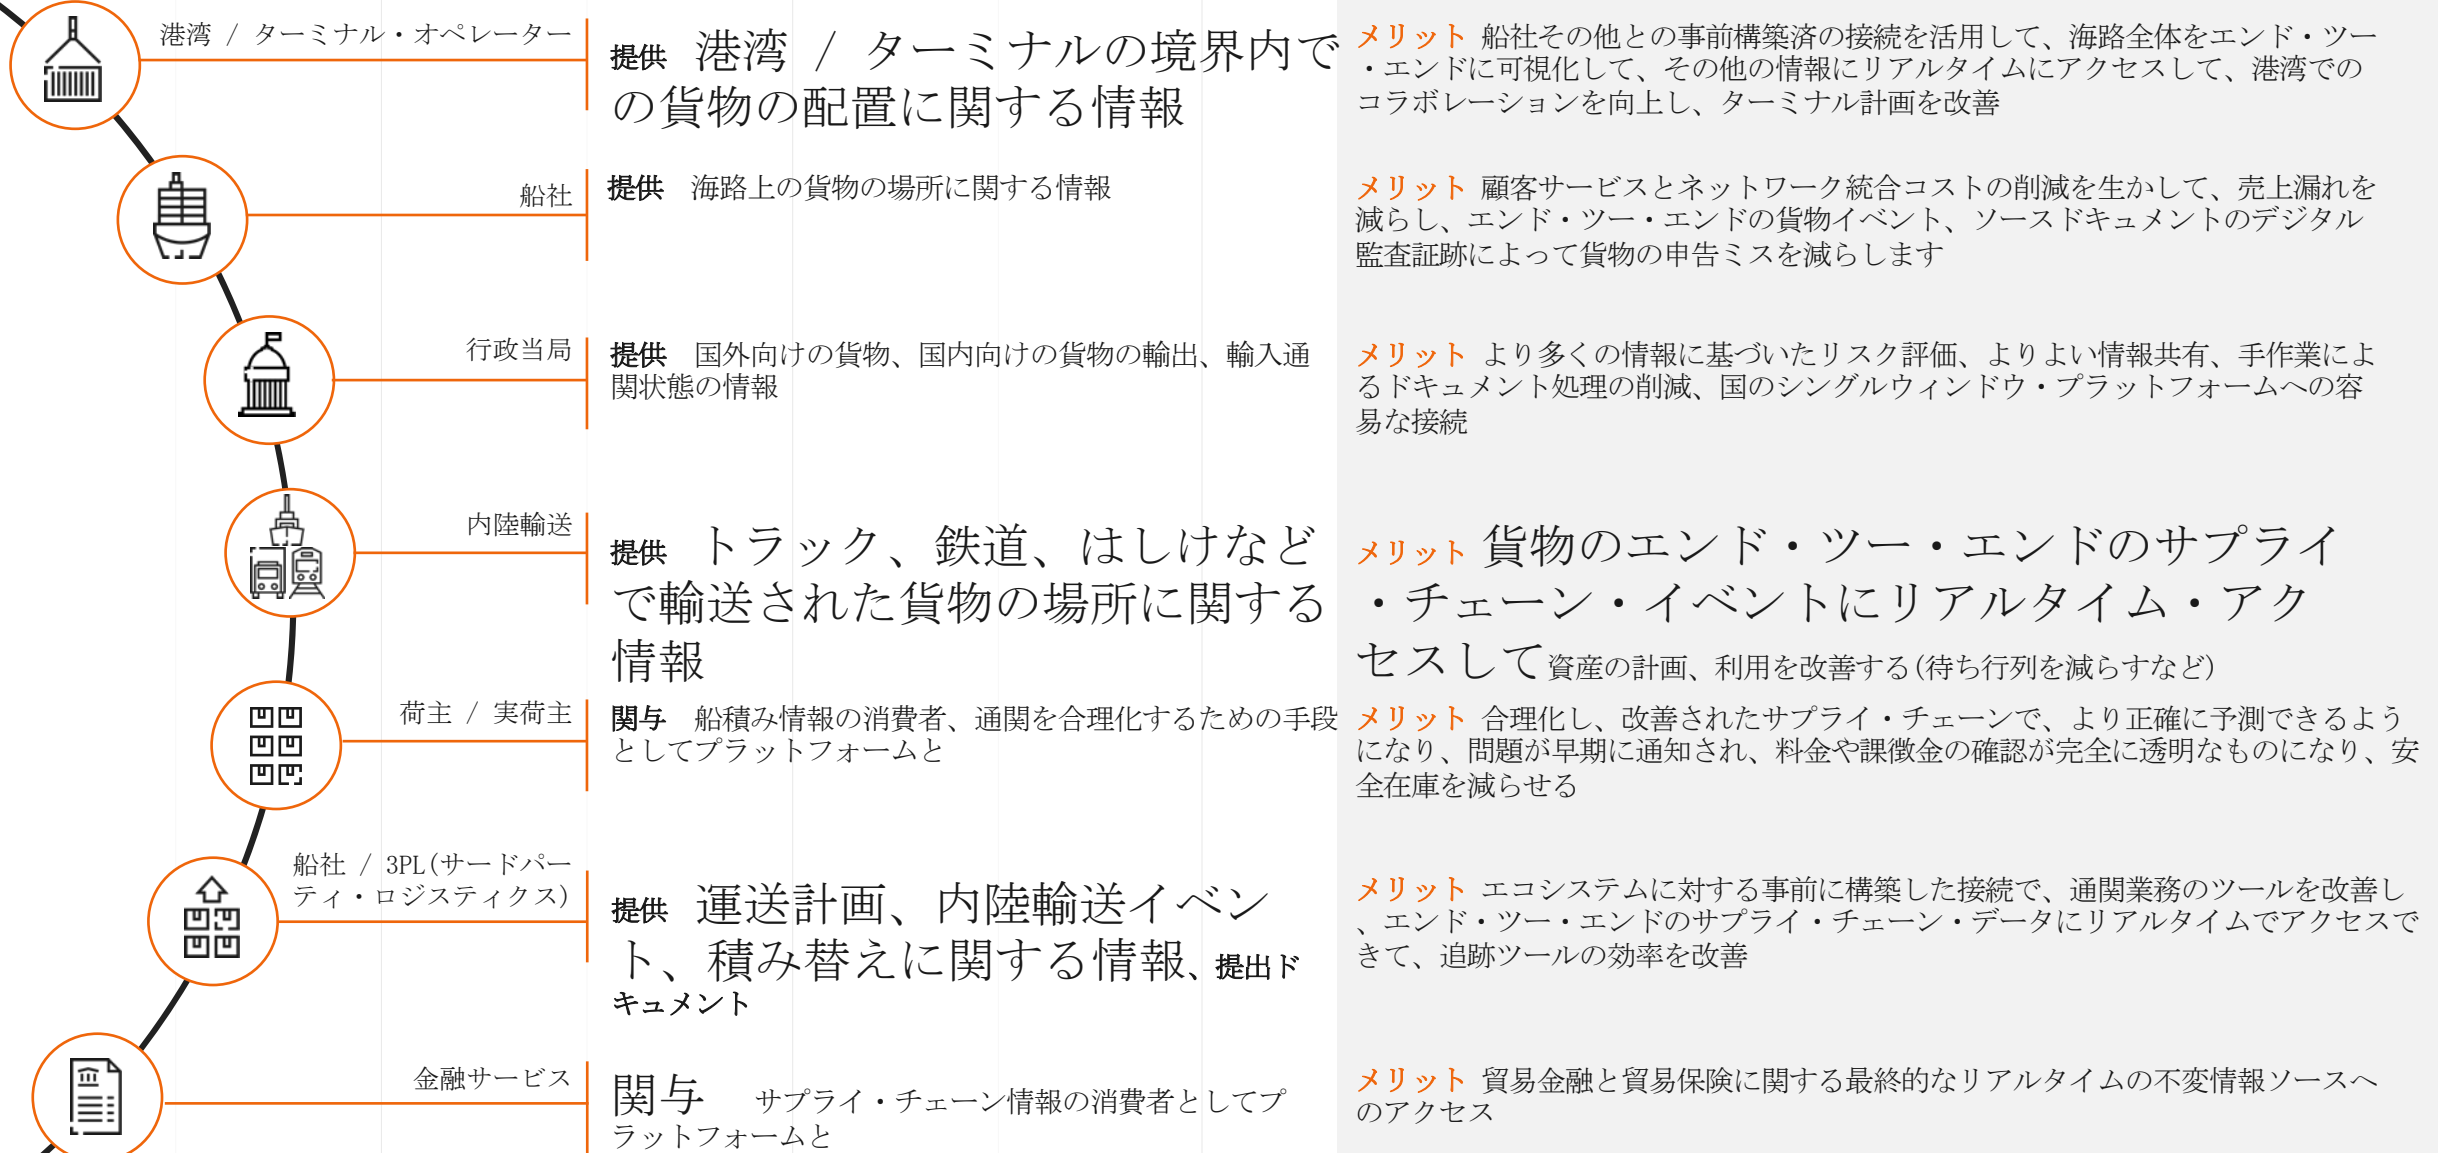 港湾 / ターミナル・オペレーター
提供 港湾 / ターミナルの境界内で
の貨物の配置に関する情報
メリット 船社その他との事前構築済の接続を活用して、海路全体をエンド・ツー
・エンドに可視化して、その他の情報にリアルタイムにアクセスして、港湾での
コラボレーションを向上し、ターミナル計画を改善
船社
提供 海路上の貨物の場所に関する情報
メリット 顧客サービスとネットワーク統合コストの削減を生かして、売上漏れを
減らし、エンド・ツー・エンドの貨物イベント、ソースドキュメントのデジタル
監査証跡によって貨物の申告ミスを減らします
行政当局
提供 国外向けの貨物、国内向けの貨物の輸出、輸入通
関状態の情報
メリット より多くの情報に基づいたリスク評価、よりよい情報共有、手作業によ
るドキュメント処理の削減、国のシングルウィンドウ・プラットフォームへの容
易な接続
内陸輸送
提供 トラック、鉄道、はしけなど
で輸送された貨物の場所に関する
情報
メリット 貨物のエンド・ツー・エンドのサプライ
・チェーン・イベントにリアルタイム・アク
セスして資産の計画、利用を改善する(待ち行列を減らすなど)
荷主 / 実荷主
関与 船積み情報の消費者、通関を合理化するための手段
としてプラットフォームと
メリット 合理化し、改善されたサプライ・チェーンで、より正確に予測できるよう
になり、問題が早期に通知され、料金や課徴金の確認が完全に透明なものになり、安
全在庫を減らせる
船社 / 3PL(サードパー
ティ・ロジスティクス)
提供 運送計画、内陸輸送イベン
ト、積み替えに関する情報、提出ド
キュメント
メリット エコシステムに対する事前に構築した接続で、通関業務のツールを改善し
、エンド・ツー・エンドのサプライ・チェーン・データにリアルタイムでアクセスで
きて、追跡ツールの効率を改善
金融サービス
関与 サプライ・チェーン情報の消費者としてプ
ラットフォームと
メリット 貿易金融と貿易保険に関する最終的なリアルタイムの不変情報ソースへ
のアクセス